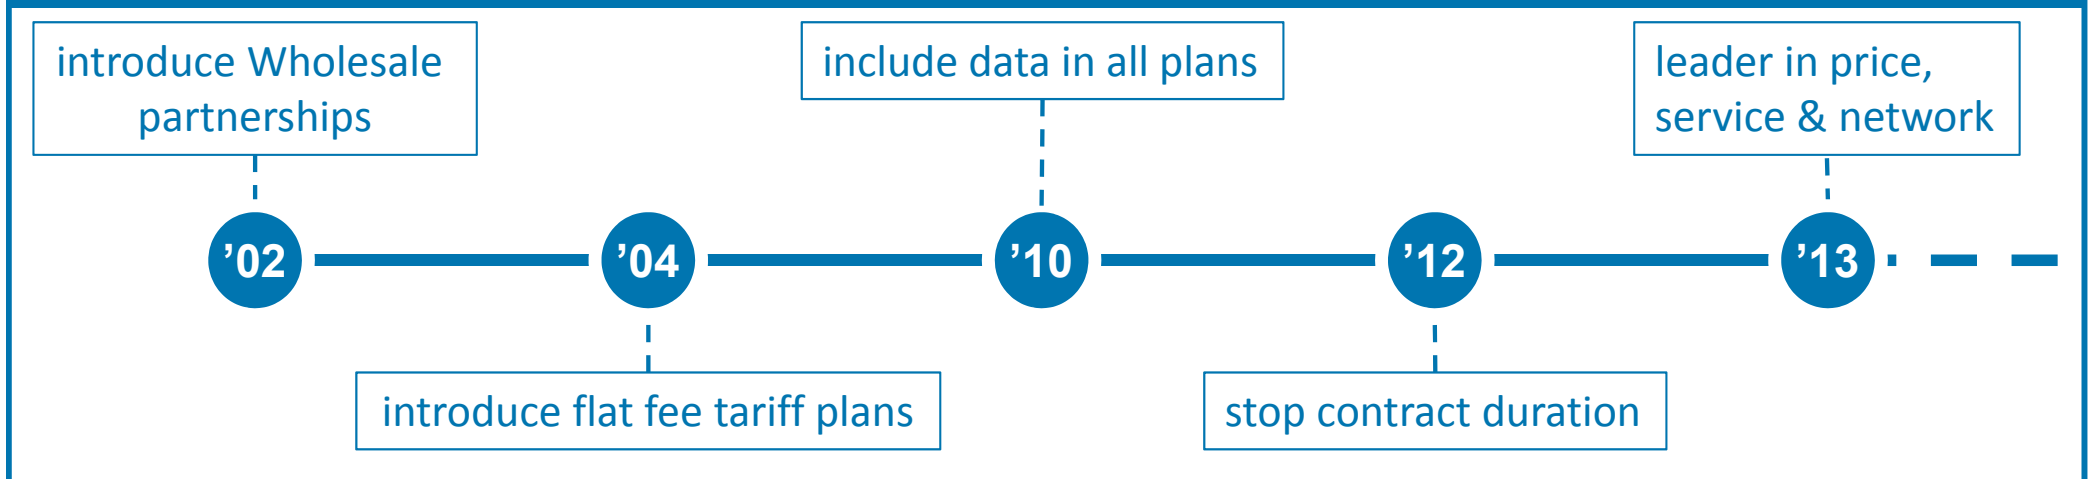 introduce Wholesale
partnerships
include data in all plans
leader in price,
service & network
’02
’04
’10
’12
’13
introduce flat fee tariff plans
stop contract duration